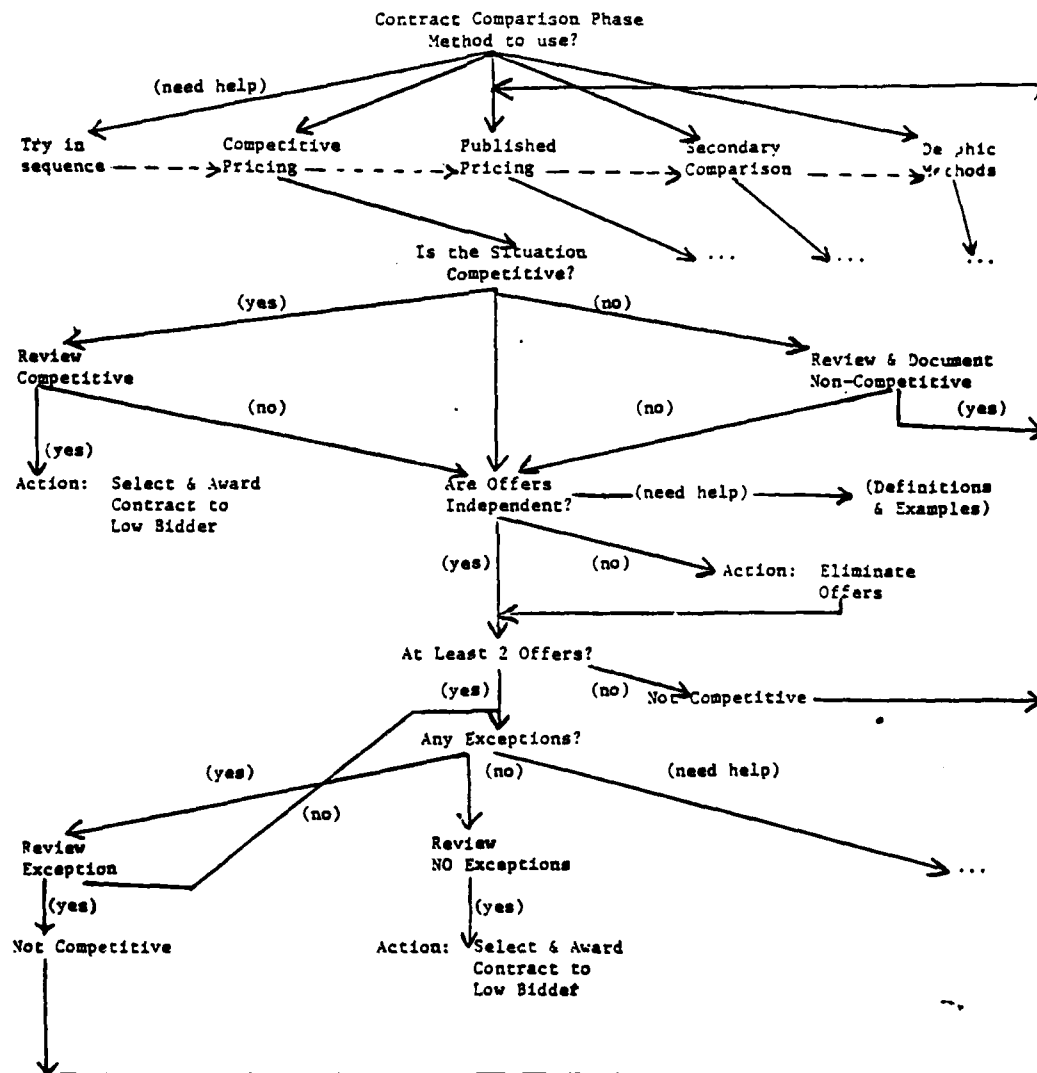 Contract Comparison Phase
Method to use?
(need help)
Try in
sequence
Competitive
Pricing
Published
Pricing
Secondary
Comparison
Methods
Is the Situation
Competitive?
...
...
...
(yes)
(no)
Review
Competitive
Review & Document
Non-Competitive
(no)
(no)
(yes)
(yes)
Action: Select & Award
Contract to
Low Bidder
Are Offers
Independent?
(need help)
(Definitions
& Examples)
(yes)
(no)
Action: Eliminate
Offers
At Least 2 Offers?
(yes)
(no)
Not Competitive
Any Exceptions?
(yes)
(no)
(need help)
(no)
Review
Exception
Review
NO Exceptions
...
(yes)
(yes)
Not Competitive
Action: Select & Award
Contract to
Low Bidder